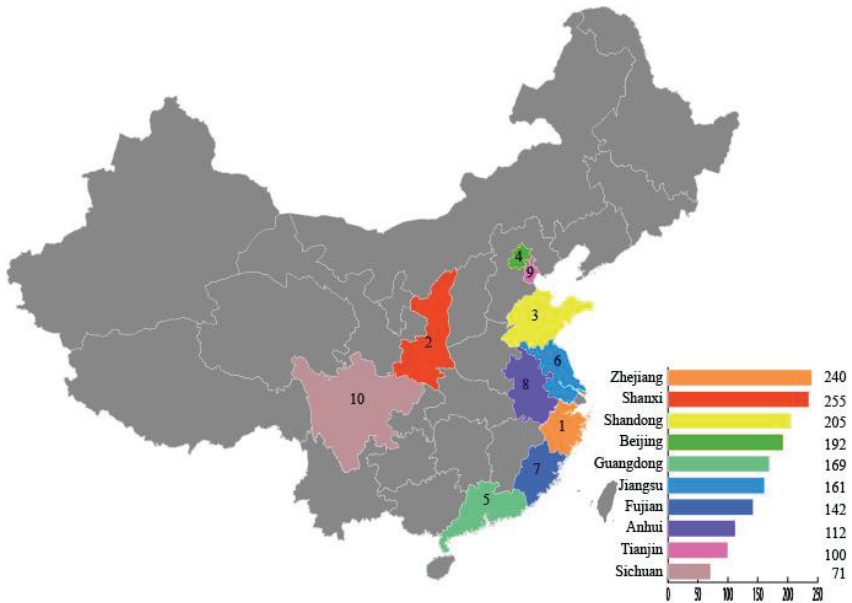 4
9
3
2
6
8
10
1
7
5
Zhejiang 240
Shanxi 255
Shandong 205
Beijing 192
Guangdong 169
Jiangsu 161
Fujian 142
Anhui 112
Tianjin 100
Sichuan 71
0 50 100 150 200 250